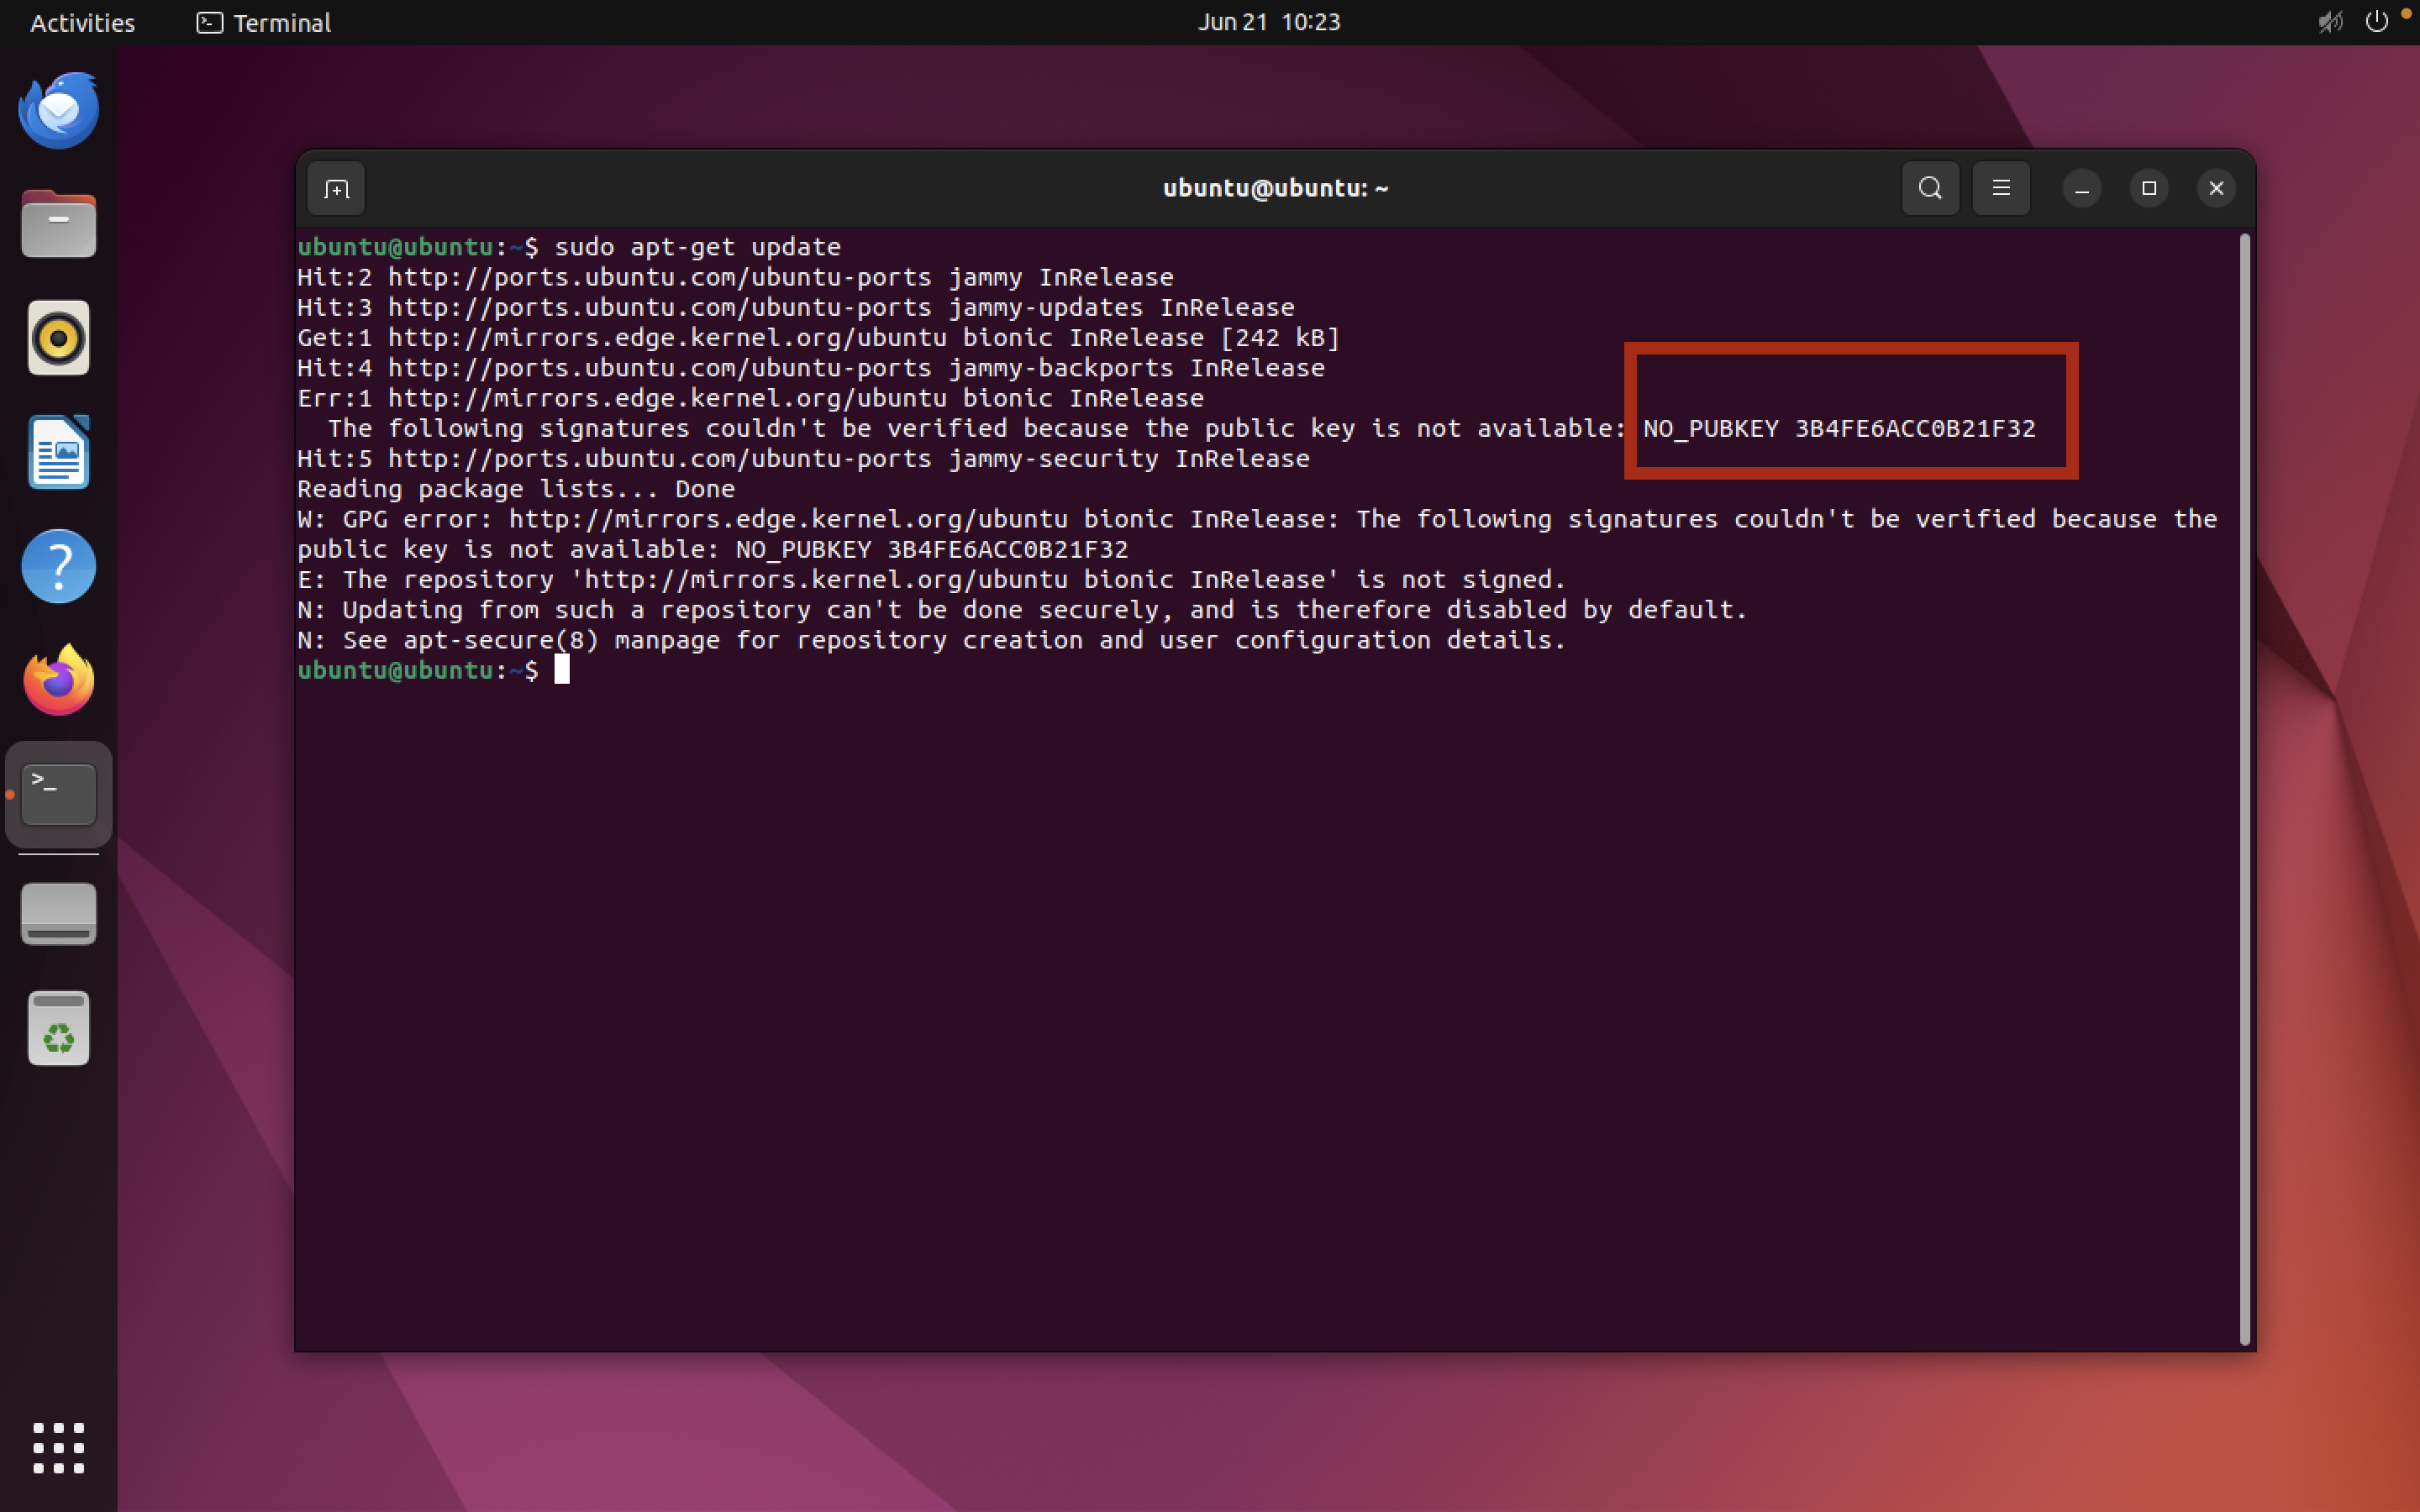 Activities Terminal Jun 21 10:23
ubuntu@ubuntu: ~
ubuntu@ubuntu:~$ sudo apt-get update
Hit:2 http://ports.ubuntu.com/ubuntu-ports jammy InRelease
Hit:3 http://ports.ubuntu.com/ubuntu-ports jammy-updates InRelease
Get:1 http://mirrors.edge.kernel.org/ubuntu bionic InRelease [242 kB]
Hit:4 http://ports.ubuntu.com/ubuntu-ports jammy-backports InRelease
Err:1 http://mirrors.edge.kernel.org/ubuntu bionic InRelease
  The following signatures couldn't be verified because the public key is not available: NO_PUBKEY 3B4FE6ACC0B21F32
Hit:5 http://ports.ubuntu.com/ubuntu-ports jammy-security InRelease
Reading package lists... Done
W: GPG error: http://mirrors.edge.kernel.org/ubuntu bionic InRelease: The following signatures couldn't be verified because the
public key is not available: NO_PUBKEY 3B4FE6ACC0B21F32
E: The repository 'http://mirrors.kernel.org/ubuntu bionic InRelease' is not signed.
N: Updating from such a repository can't be done securely, and is therefore disabled by default.
N: See apt-secure(8) manpage for repository creation and user configuration details.
ubuntu@ubuntu:~$